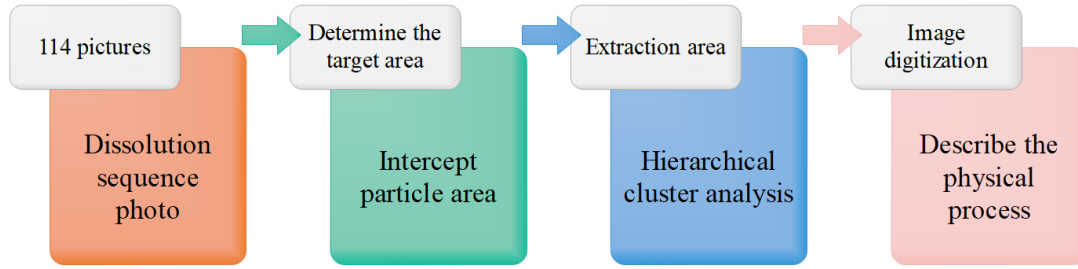 114 pictures
Dissolution
sequence
photo
Determine the
target area
Intercept
particle area
Extraction area
Hierarchical
cluster analysis
Image
digitization
Describe the
physical
process